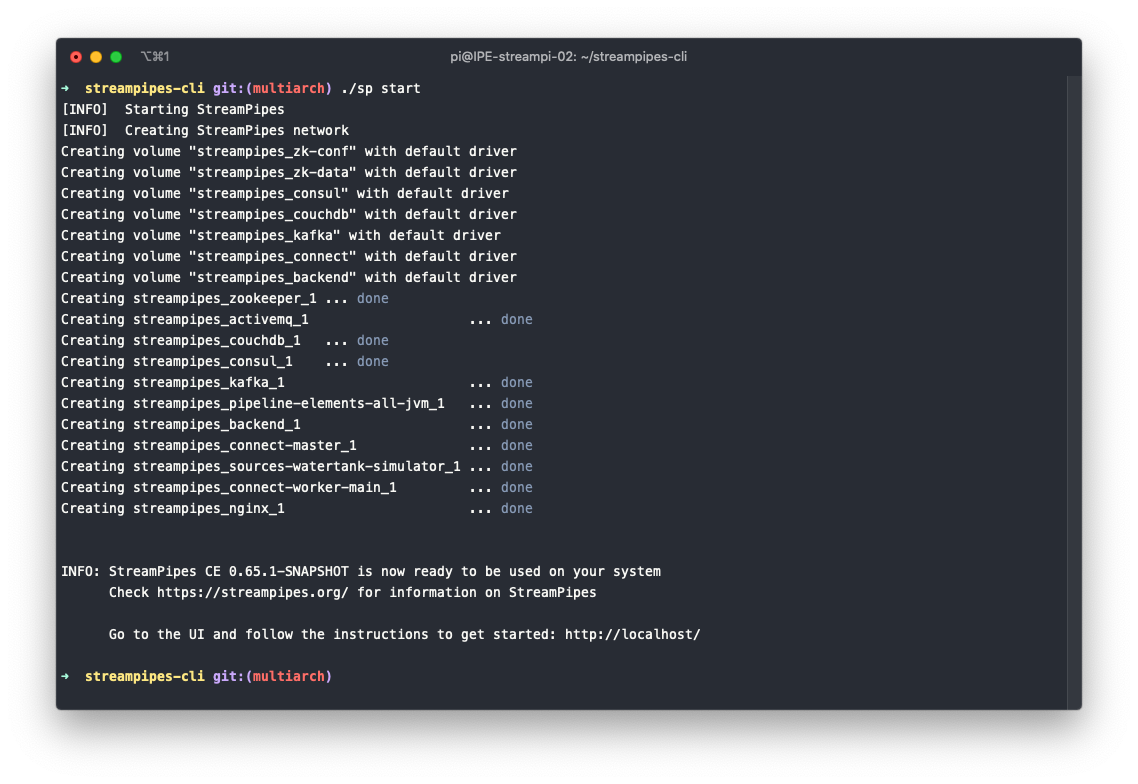 ⌥⌘1 pi@IPE-streampi-02: ~/streampipes-cli
➜  streampipes-cli git:(multiarch) ./sp start
[INFO]  Starting StreamPipes
[INFO]  Creating StreamPipes network
Creating volume "streampipes_zk-conf" with default driver
Creating volume "streampipes_zk-data" with default driver
Creating volume "streampipes_consul" with default driver
Creating volume "streampipes_couchdb" with default driver
Creating volume "streampipes_kafka" with default driver
Creating volume "streampipes_connect" with default driver
Creating volume "streampipes_backend" with default driver
Creating streampipes_zookeeper_1 ... done
Creating streampipes_activemq_1                    ... done
Creating streampipes_couchdb_1   ... done
Creating streampipes_consul_1    ... done
Creating streampipes_kafka_1                       ... done
Creating streampipes_pipeline-elements-all-jvm_1   ... done
Creating streampipes_backend_1                     ... done
Creating streampipes_connect-master_1              ... done
Creating streampipes_sources-watertank-simulator_1 ... done
Creating streampipes_connect-worker-main_1         ... done
Creating streampipes_nginx_1                       ... done
INFO: StreamPipes CE 0.65.1-SNAPSHOT is now ready to be used on your system
      Check https://streampipes.org/ for information on StreamPipes
      Go to the UI and follow the instructions to get started: http://localhost/
➜  streampipes-cli git:(multiarch)